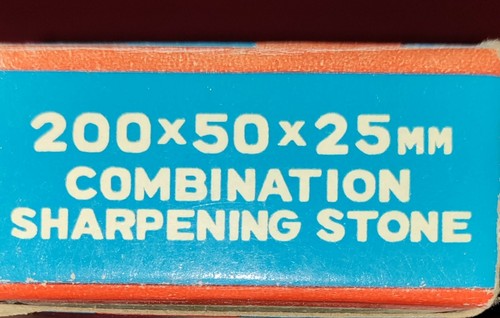 200×50×25MM
COMBINATION
SHARPENING STONE